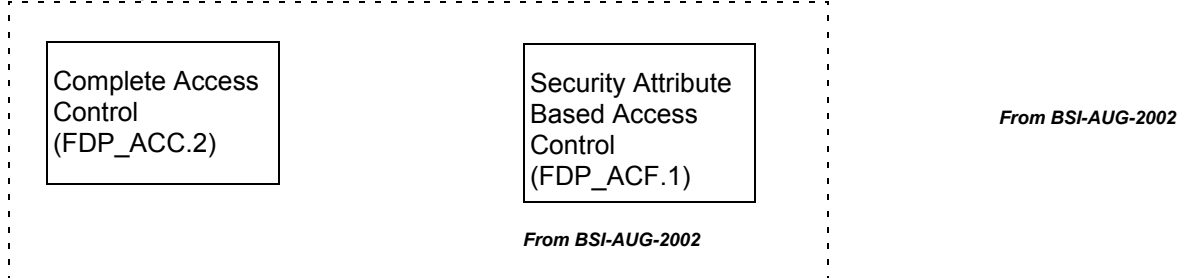 Complete Access
Control
(FDP_ACC.2)
Security Attribute
Based Access
Control
(FDP_ACF.1)
From BSI-AUG-2002
From BSI-AUG-2002